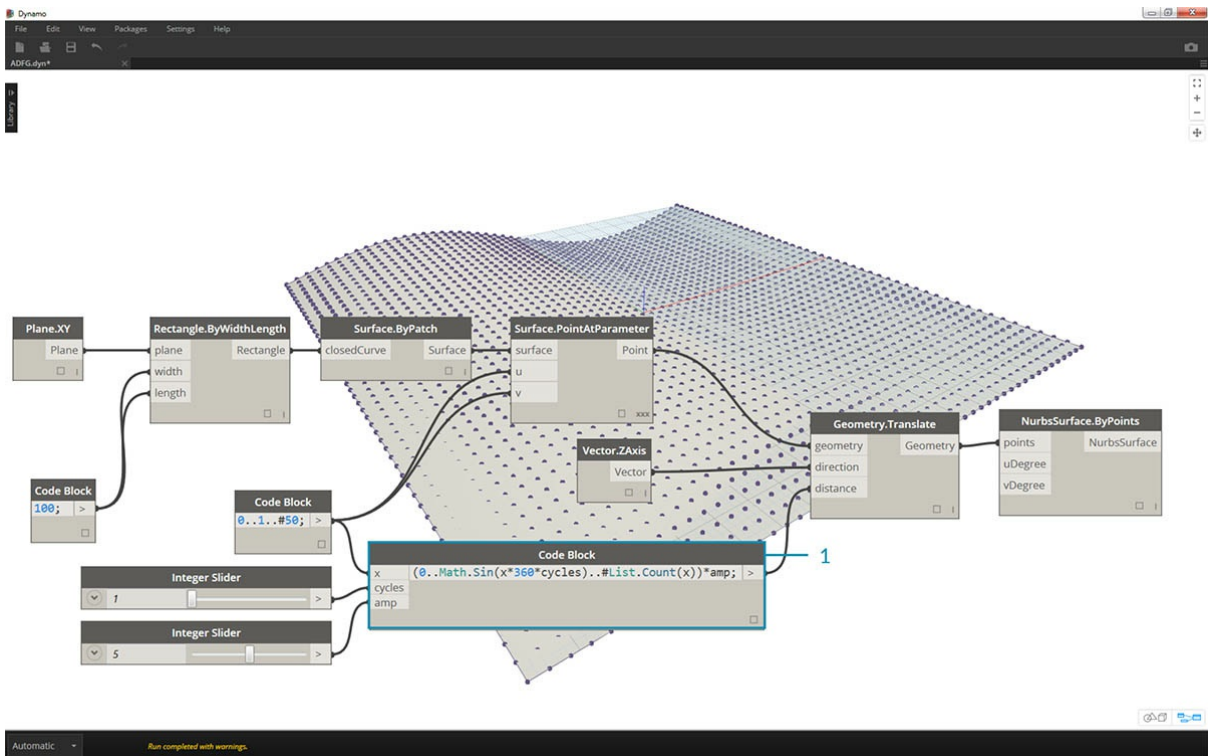 Dynamo
File Edit View Packages Settings Help
ADFG.dyn*
Library
Plane.XY
Plane
Rectangle.ByWidthLength
plane Rectangle
width
length
Surface.ByPatch
closedCurve Surface
Surface.PointAtParameter
surface Point
u
v
xxx
Geometry.Translate
geometry Geometry
direction
distance
NurbsSurface.ByPoints
points NurbsSurface
uDegree
vDegree
Vector.ZAxis
Vector
Code Block
100; >
Code Block
0..1..#50; >
Code Block
x (0..Math.Sin(x*360*cycles)..#List.Count(x))*amp; >
cycles
amp
1
Integer Slider
1 >
Integer Slider
5 >
Automatic
Run completed with warnings.